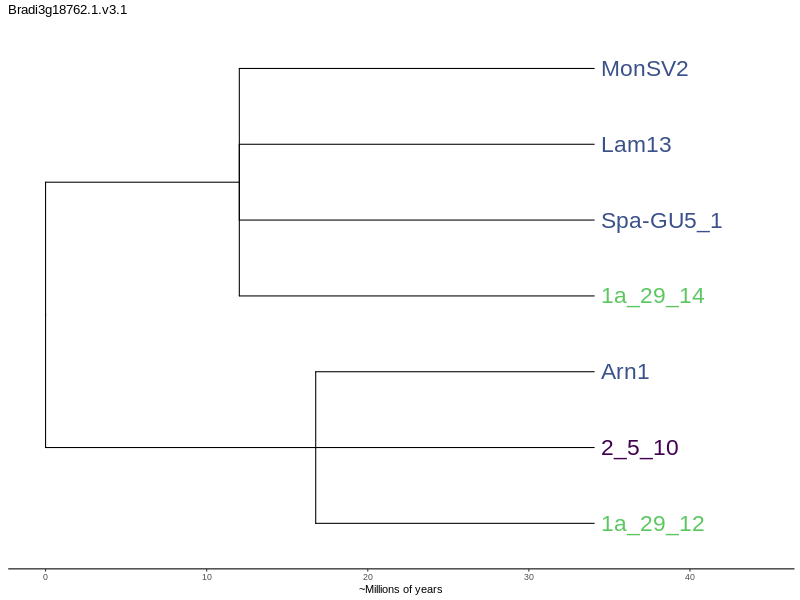 Bradi3g18762.1.v3.1
MonSV2
Lam13
Spa-GU5_1
1a_29_14
Arn1
2_5_10
1a_29_12
0 10 20 30 40
~Millions of years